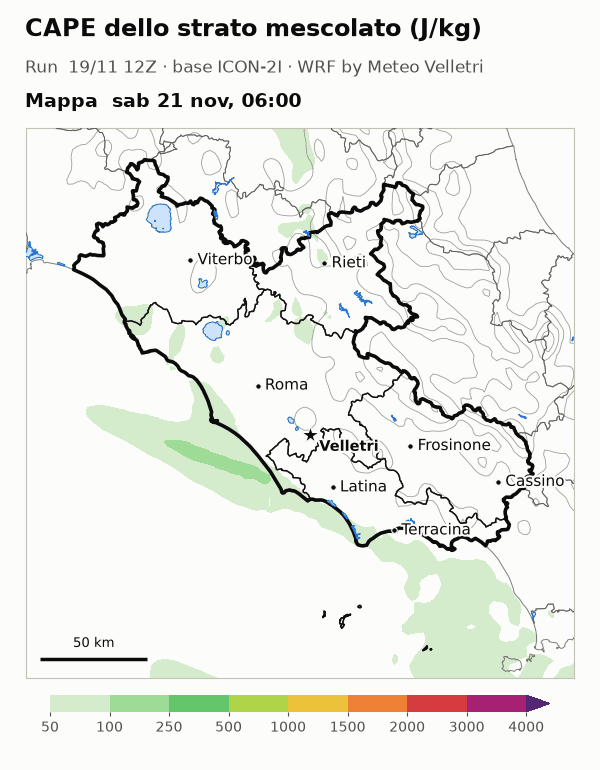 CAPE dello strato mescolato (J/kg)
Run  19/11 12Z · base ICON-2I · WRF by Meteo Velletri
Mappa  sab 21 nov, 06:00
Viterbo
Rieti
Roma
Velletri
Frosinone
Latina
Cassino
Terracina
50 km
50 100 250 500 1000 1500 2000 3000 4000